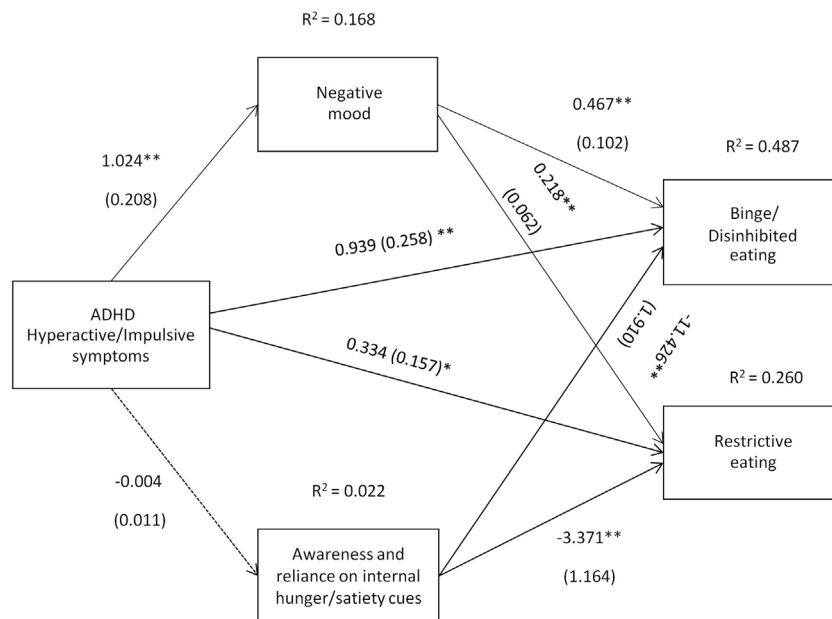 R² = 0.168
Negative
mood
1.024**
(0.208)
0.467**
(0.102)
R² = 0.487
0.218**
(0.062)
Binge/
Disinhibited
eating
0.939 (0.258) **
ADHD
Hyperactive/Impulsive
symptoms
0.334 (0.157)*
-11.426**
(1.910)
R² = 0.260
Restrictive
eating
-0.004
(0.011)
R² = 0.022
Awareness and
reliance on internal
hunger/satiety cues
-3.371**
(1.164)